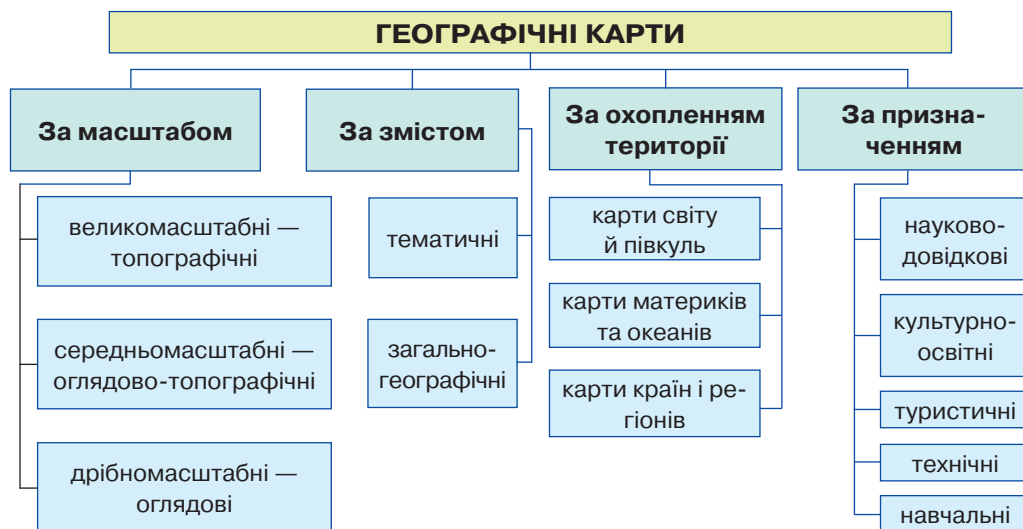 ГЕОГРАФІЧНІ КАРТИ
За масштабом
великомасштабні —
топографічні
середньомасштабні —
оглядово-топографічні
дрібномасштабні —
оглядові
За змістом
тематичні
загально-
географічні
За охопленням
території
карти світу
й півкуль
карти материків
та океанів
карти країн і ре-
гіонів
За призна-
ченням
науково-
довідкові
культурно-
освітні
туристичні
технічні
навчальні